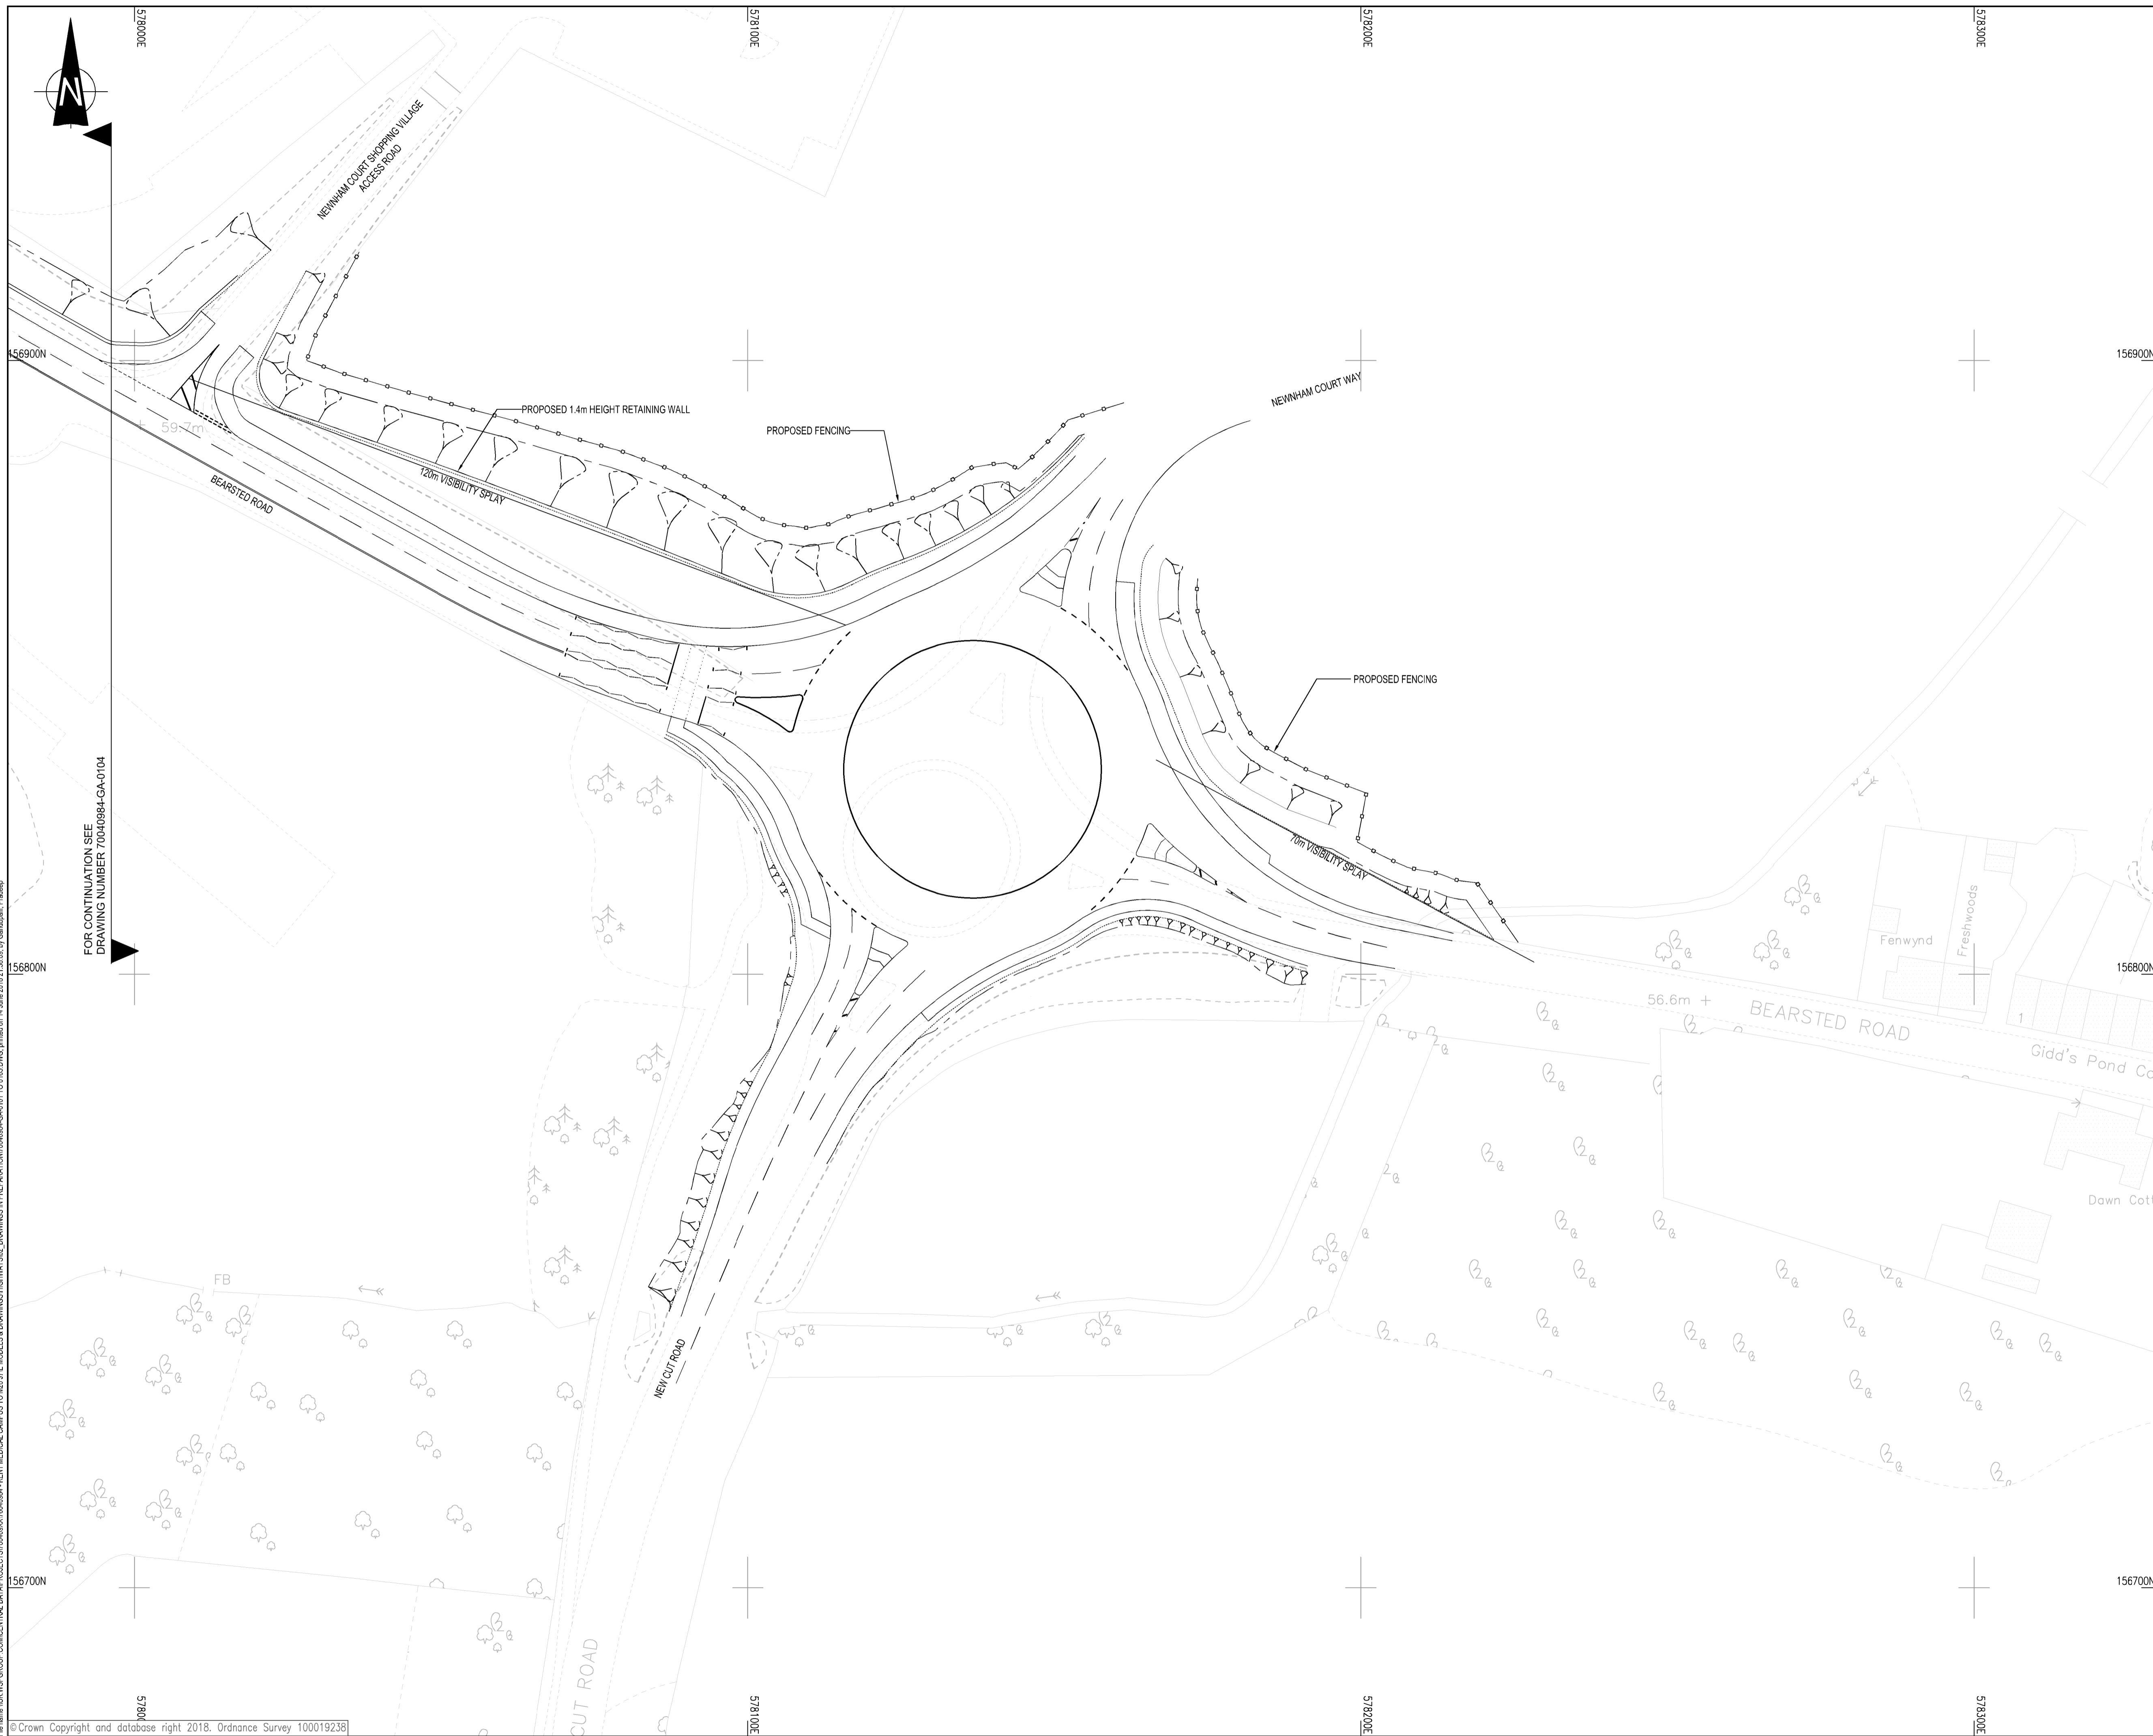 578000E
578100E
578200E
578300E
N
NEWNHAM COURT SHOPPING VILLAGE
ACCESS ROAD
156900N
156900N
NEWNHAM COURT WAY
PROPOSED 1.4m HEIGHT RETAINING WALL
PROPOSED FENCING
59.7m
120m VISIBILITY SPLAY
BEARSTED ROAD
PROPOSED FENCING
FOR CONTINUATION SEE
DRAWING NUMBER 70040984-GA-0104
70m VISIBILITY SPLAY
Fenwynd
Freshwoods
156800N
156800N
56.6m
BEARSTED ROAD
1
Gidd's Pond
Dawn
FB
NEW CUT ROAD
156700N
156700N
CUT ROAD
578100E
578200E
578300E
©Crown Copyright and database right 2018. Ordnance Survey 100019238